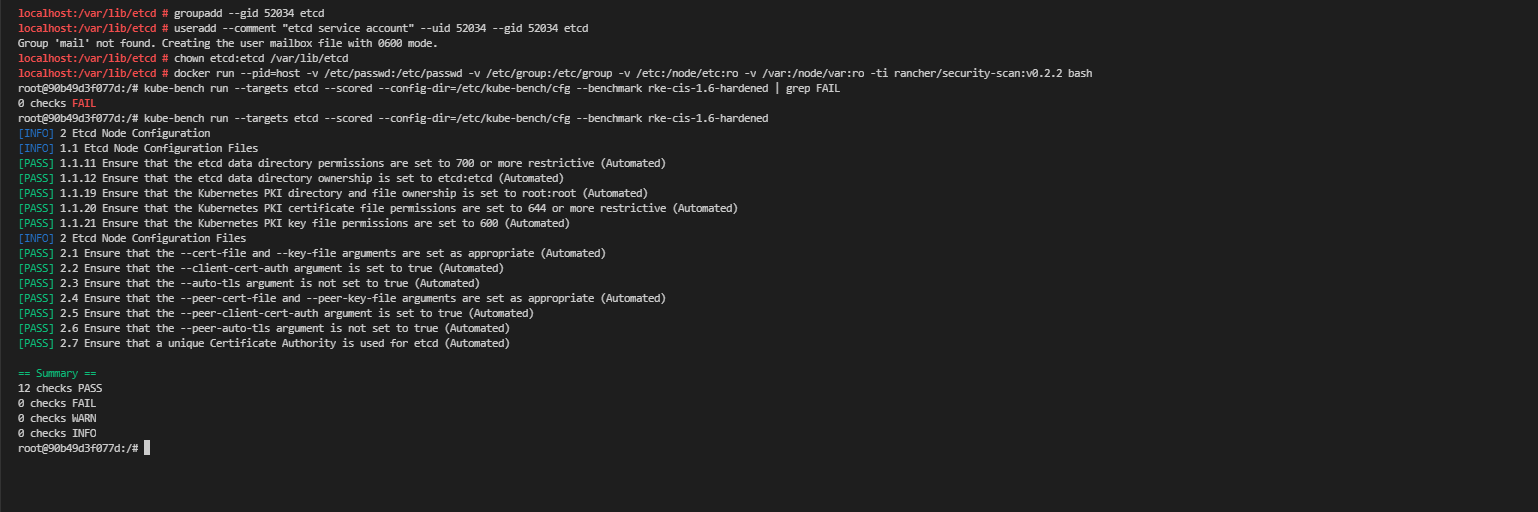 localhost:/var/lib/etcd # groupadd --gid 52034 etcd
localhost:/var/lib/etcd # useradd --comment "etcd service account" --uid 52034 --gid 52034 etcd
Group 'mail' not found. Creating the user mailbox file with 0600 mode.
localhost:/var/lib/etcd # chown etcd:etcd /var/lib/etcd
localhost:/var/lib/etcd # docker run --pid=host -v /etc/passwd:/etc/passwd -v /etc/group:/etc/group -v /etc:/node/etc:ro -v /var:/node/var:ro -ti rancher/security-scan:v0.2.2 bash
root@90b49d3f077d:/# kube-bench run --targets etcd --scored --config-dir=/etc/kube-bench/cfg --benchmark rke-cis-1.6-hardened | grep FAIL
0 checks FAIL
root@90b49d3f077d:/# kube-bench run --targets etcd --scored --config-dir=/etc/kube-bench/cfg --benchmark rke-cis-1.6-hardened
[INFO] 2 Etcd Node Configuration
[INFO] 1.1 Etcd Node Configuration Files
[PASS] 1.1.11 Ensure that the etcd data directory permissions are set to 700 or more restrictive (Automated)
[PASS] 1.1.12 Ensure that the etcd data directory ownership is set to etcd:etcd (Automated)
[PASS] 1.1.19 Ensure that the Kubernetes PKI directory and file ownership is set to root:root (Automated)
[PASS] 1.1.20 Ensure that the Kubernetes PKI certificate file permissions are set to 644 or more restrictive (Automated)
[PASS] 1.1.21 Ensure that the Kubernetes PKI key file permissions are set to 600 (Automated)
[INFO] 2 Etcd Node Configuration Files
[PASS] 2.1 Ensure that the --cert-file and --key-file arguments are set as appropriate (Automated)
[PASS] 2.2 Ensure that the --client-cert-auth argument is set to true (Automated)
[PASS] 2.3 Ensure that the --auto-tls argument is not set to true (Automated)
[PASS] 2.4 Ensure that the --peer-cert-file and --peer-key-file arguments are set as appropriate (Automated)
[PASS] 2.5 Ensure that the --peer-client-cert-auth argument is set to true (Automated)
[PASS] 2.6 Ensure that the --peer-auto-tls argument is not set to true (Automated)
[PASS] 2.7 Ensure that a unique Certificate Authority is used for etcd (Automated)
== Summary ==
12 checks PASS
0 checks FAIL
0 checks WARN
0 checks INFO
root@90b49d3f077d:/#